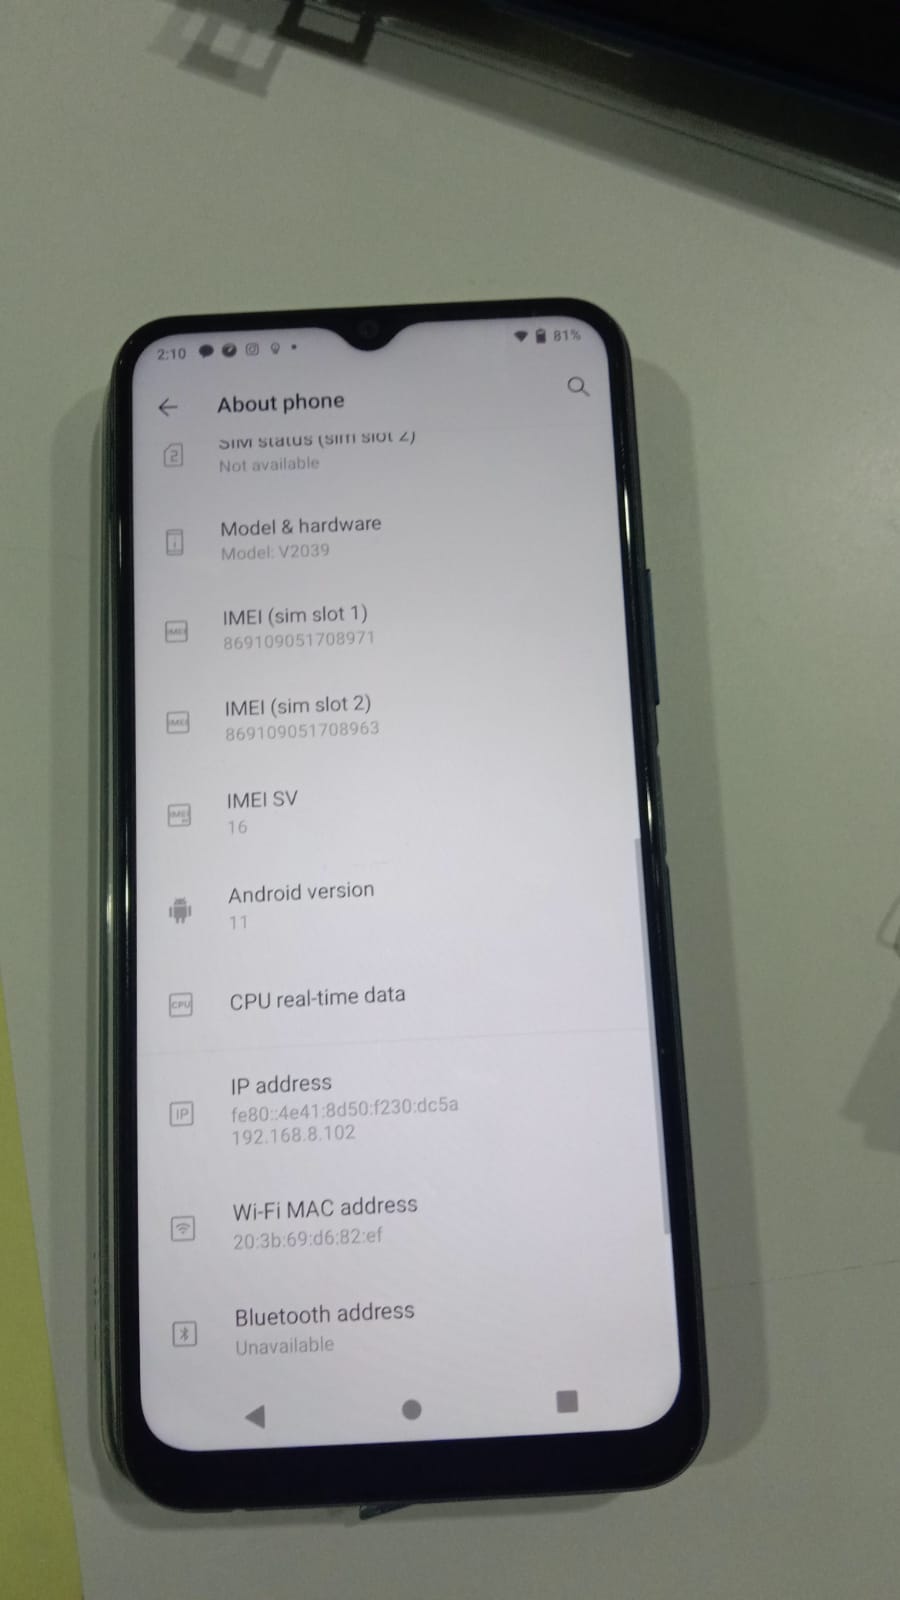 2:10
81%
About phone
SIM status (sim slot 2)
Not available
Model & hardware
Model: V2039
IMEI (sim slot 1)
869109051708971
IMEI (sim slot 2)
869109051708963
IMEI SV
16
Android version
11
CPU real-time data
IP address
fe80::4e41:8d50:f230:dc5a
192.168.8.102
Wi-Fi MAC address
20:3b:69:d6:82:ef
Bluetooth address
Unavailable